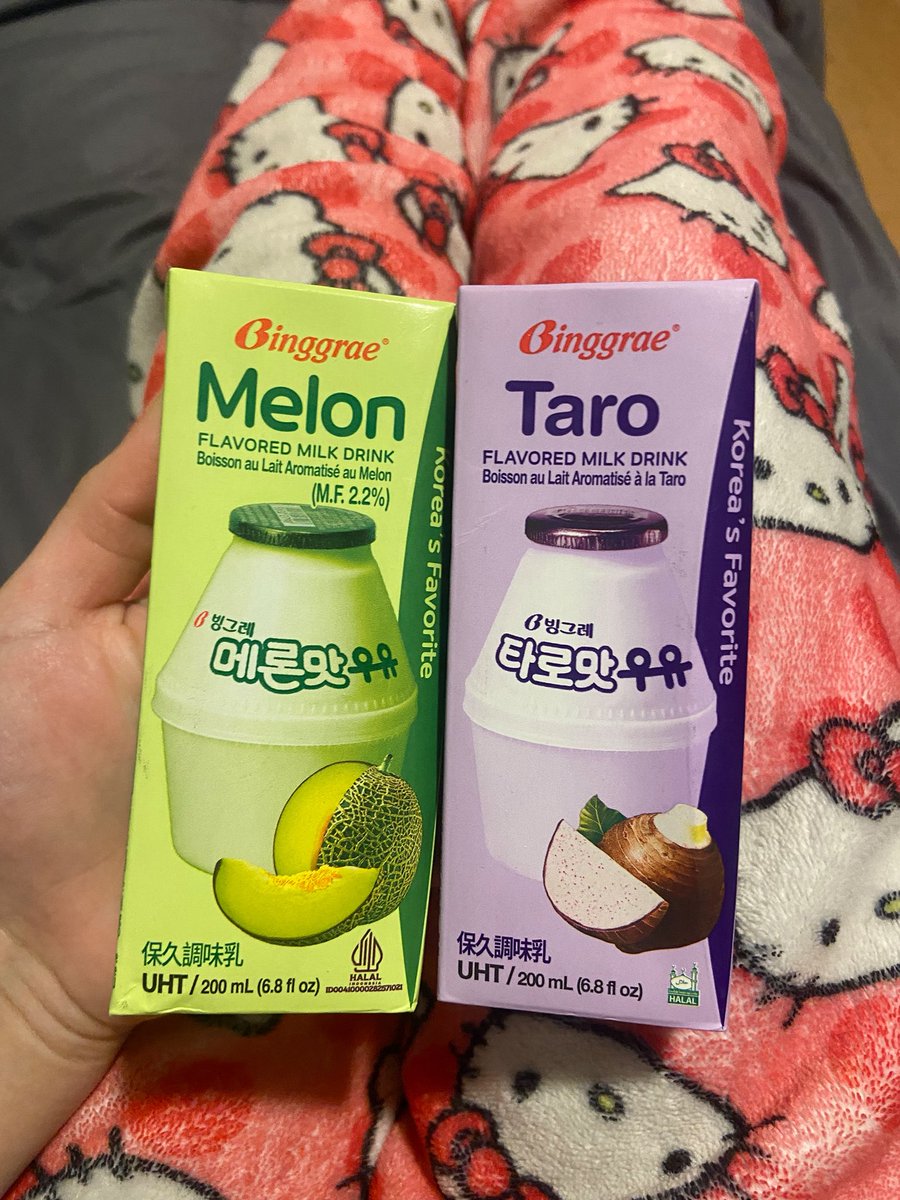 Binggrae®
Melon
FLAVORED MILK DRINK
Boisson au Lait Aromatisé au Melon
(M.F. 2.2%)
Korea's Favorite
빙그레
메론맛우유
保久調味乳
UHT / 200 mL (6.8 fl oz)
HALAL
INDONESIA
ID00410000282571021
Binggrae®
Taro
FLAVORED MILK DRINK
Boisson au Lait Aromatisé à la Taro
Korea's Favorite
빙그레
타로맛우유
保久調味乳
UHT / 200 mL (6.8 fl oz)
HALAL